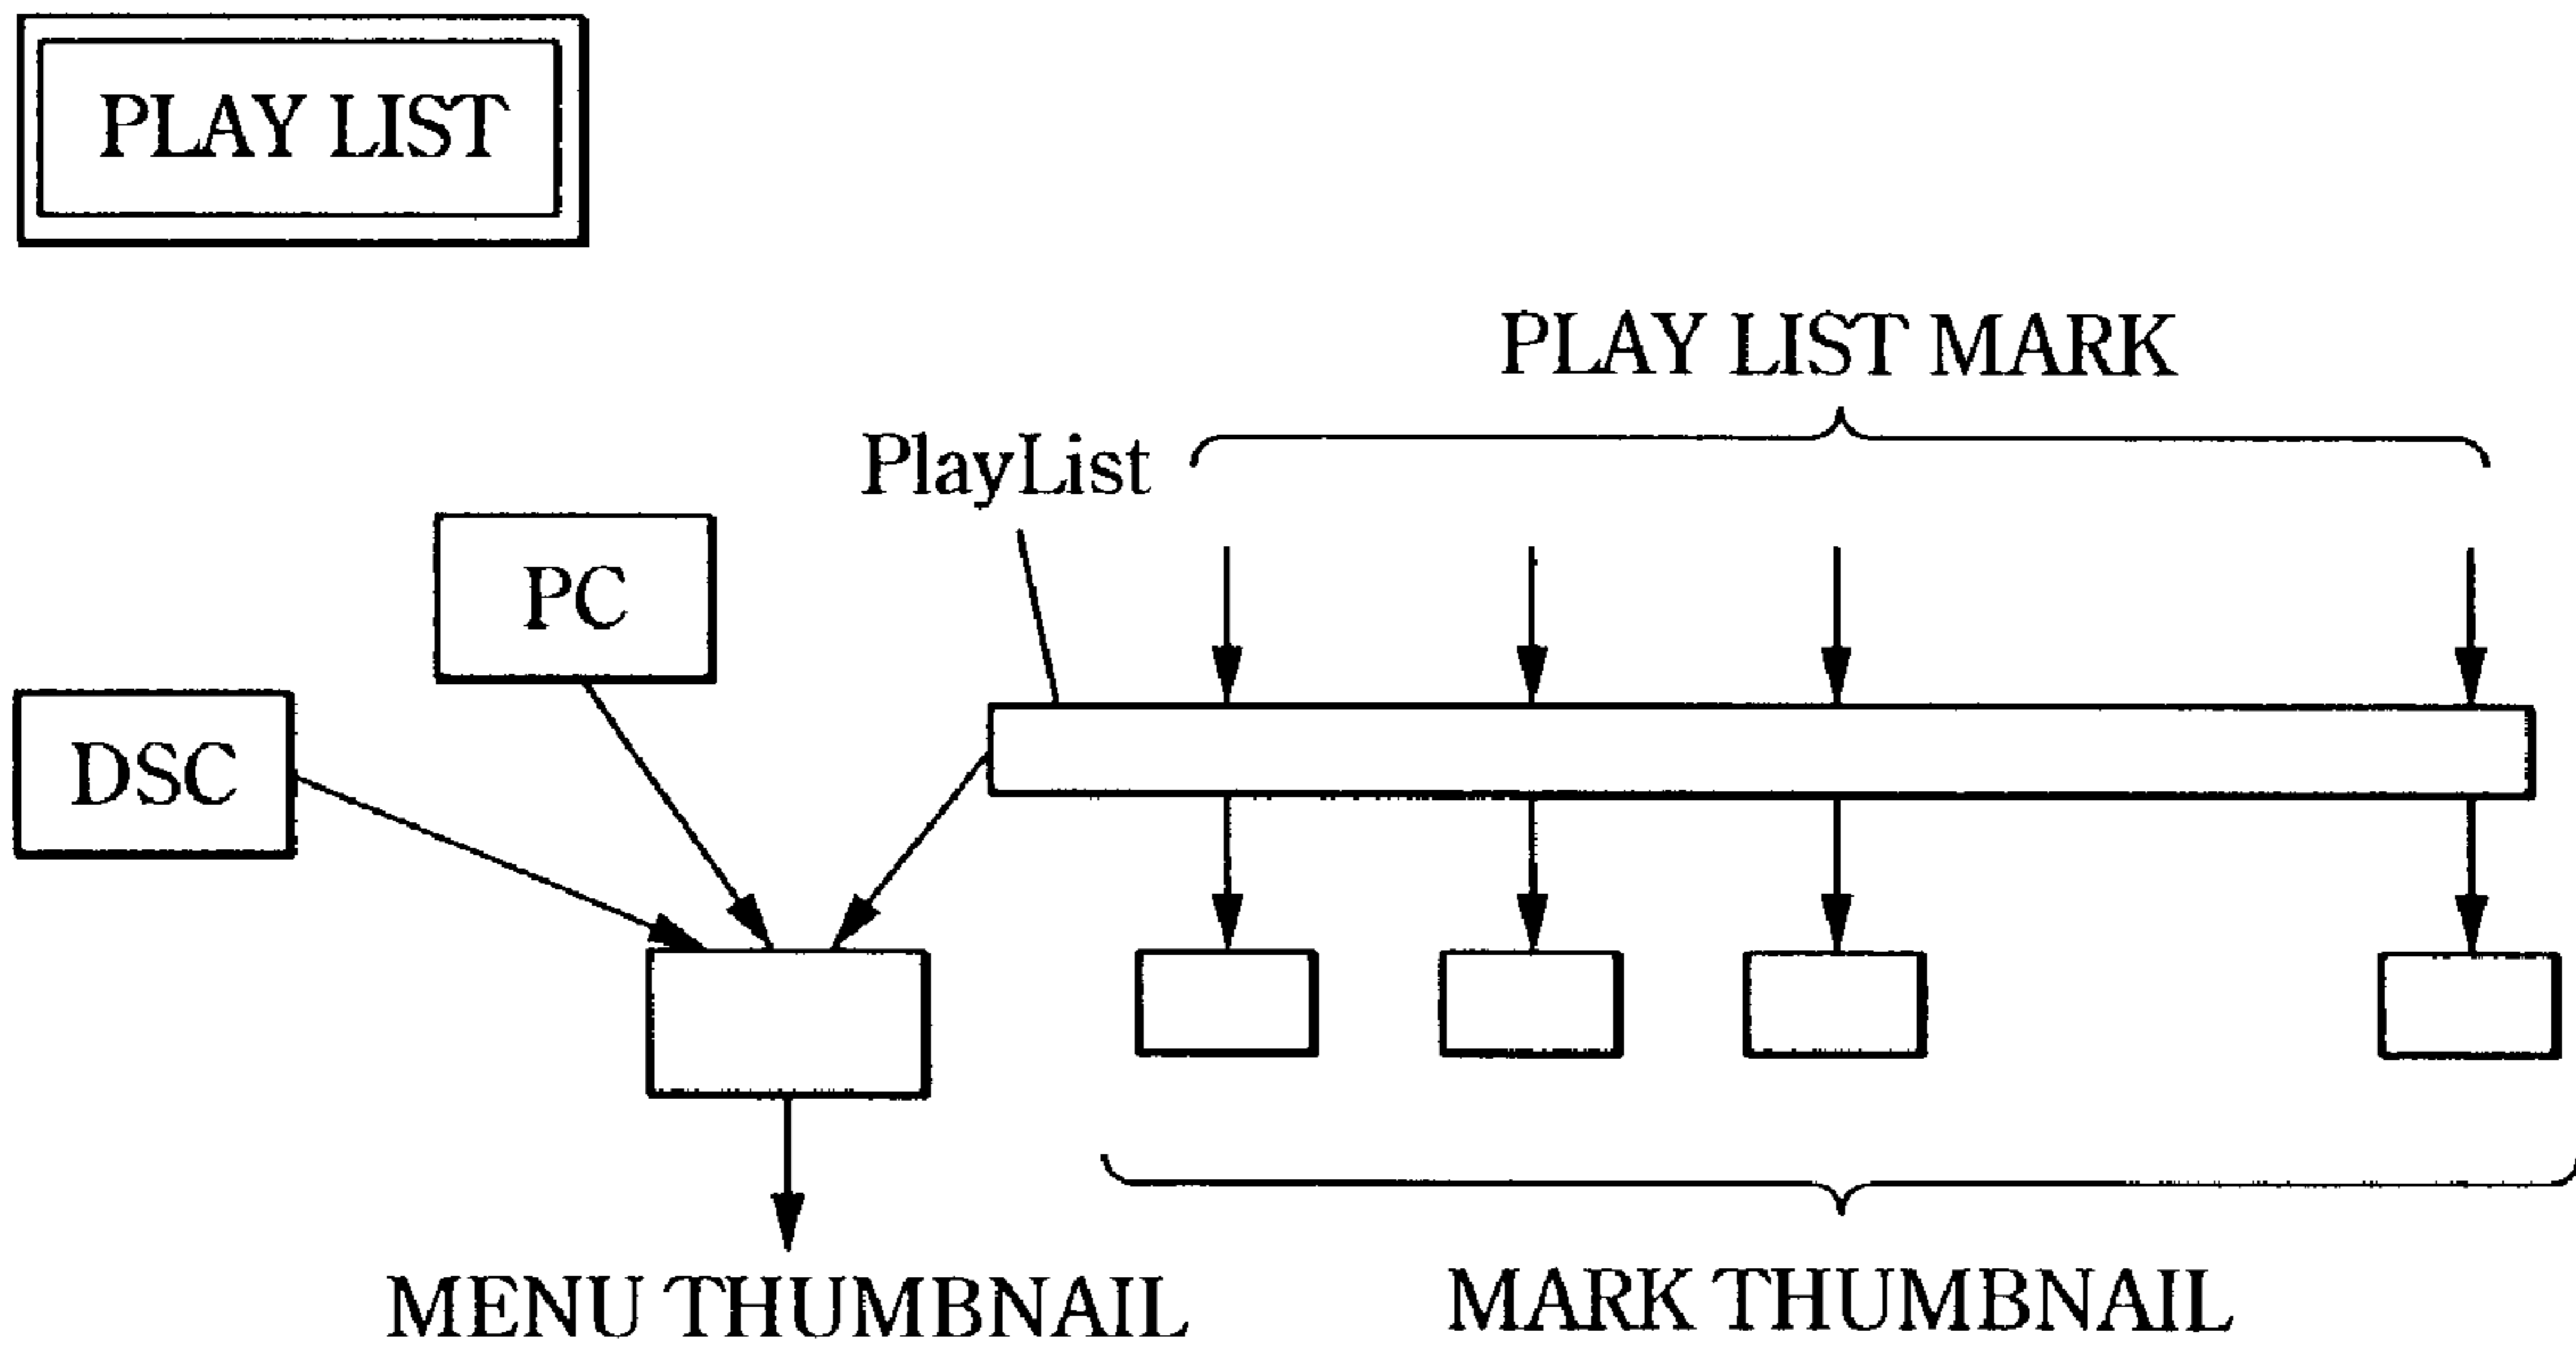 PLAY LIST
PLAY LIST MARK
PlayList
PC
DSC
MENU THUMBNAIL
MARK THUMBNAIL